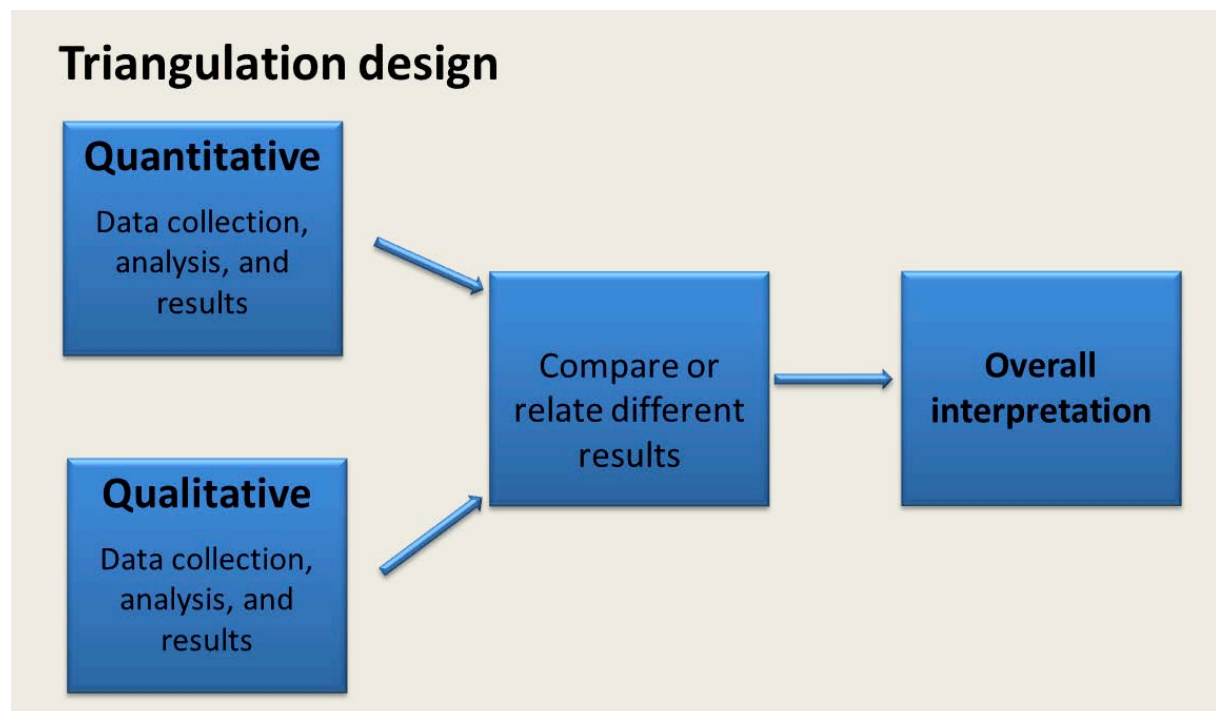 Triangulation design
Quantitative
Data collection,
analysis, and
results
Qualitative
Data collection,
analysis, and
results
Compare or
relate different
results
Overall
interpretation